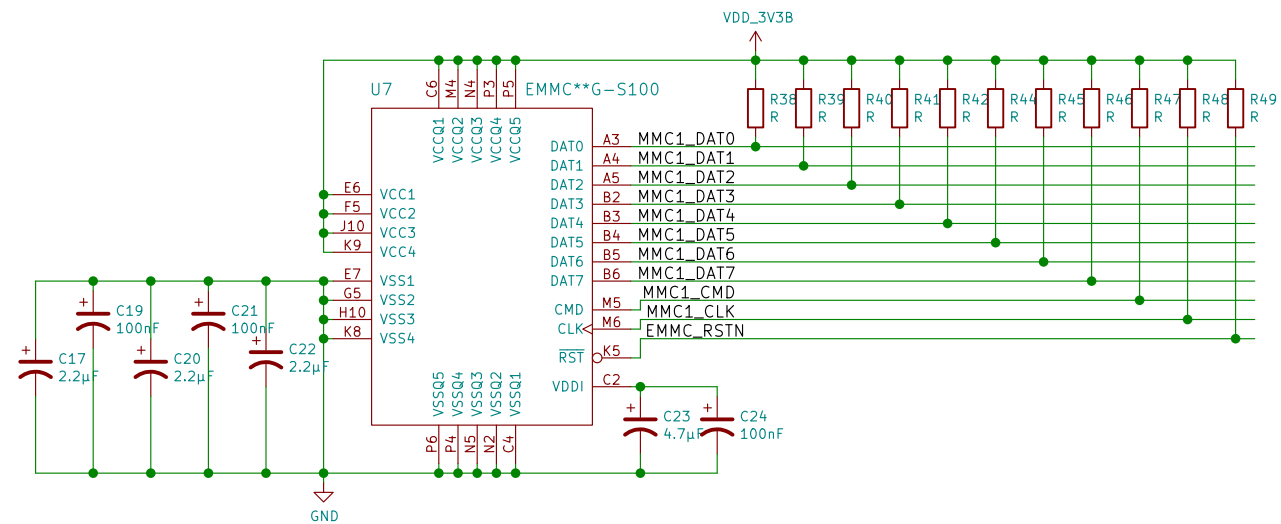 VDD_3V3B
U7
EMMC**G-S100
C6
M4
N4
P3
P5
VCCQ1
VCCQ2
VCCQ3
VCCQ4
VCCQ5
R38
R
R39
R
R40
R
R41
R
R42
R
R44
R
R45
R
R46
R
R47
R
R48
R
R49
R
DAT0 A3 MMC1_DAT0
DAT1 A4 MMC1_DAT1
DAT2 A5 MMC1_DAT2
DAT3 B2 MMC1_DAT3
DAT4 B3 MMC1_DAT4
DAT5 B4 MMC1_DAT5
DAT6 B5 MMC1_DAT6
DAT7 B6 MMC1_DAT7
CMD M5 MMC1_CMD
CLK M6 MMC1_CLK
RST K5 EMMC_RSTN
VDDI C2
E6 VCC1
F5 VCC2
J10 VCC3
K9 VCC4
E7 VSS1
G5 VSS2
H10 VSS3
K8 VSS4
+ C17
2.2µF
+ C19
100nF
+ C20
2.2µF
+ C21
100nF
+ C22
2.2µF
VSSQ5
VSSQ4
VSSQ3
VSSQ2
VSSQ1
P6
P4
N5
N2
C4
+ C23
4.7µF
+ C24
100nF
GND